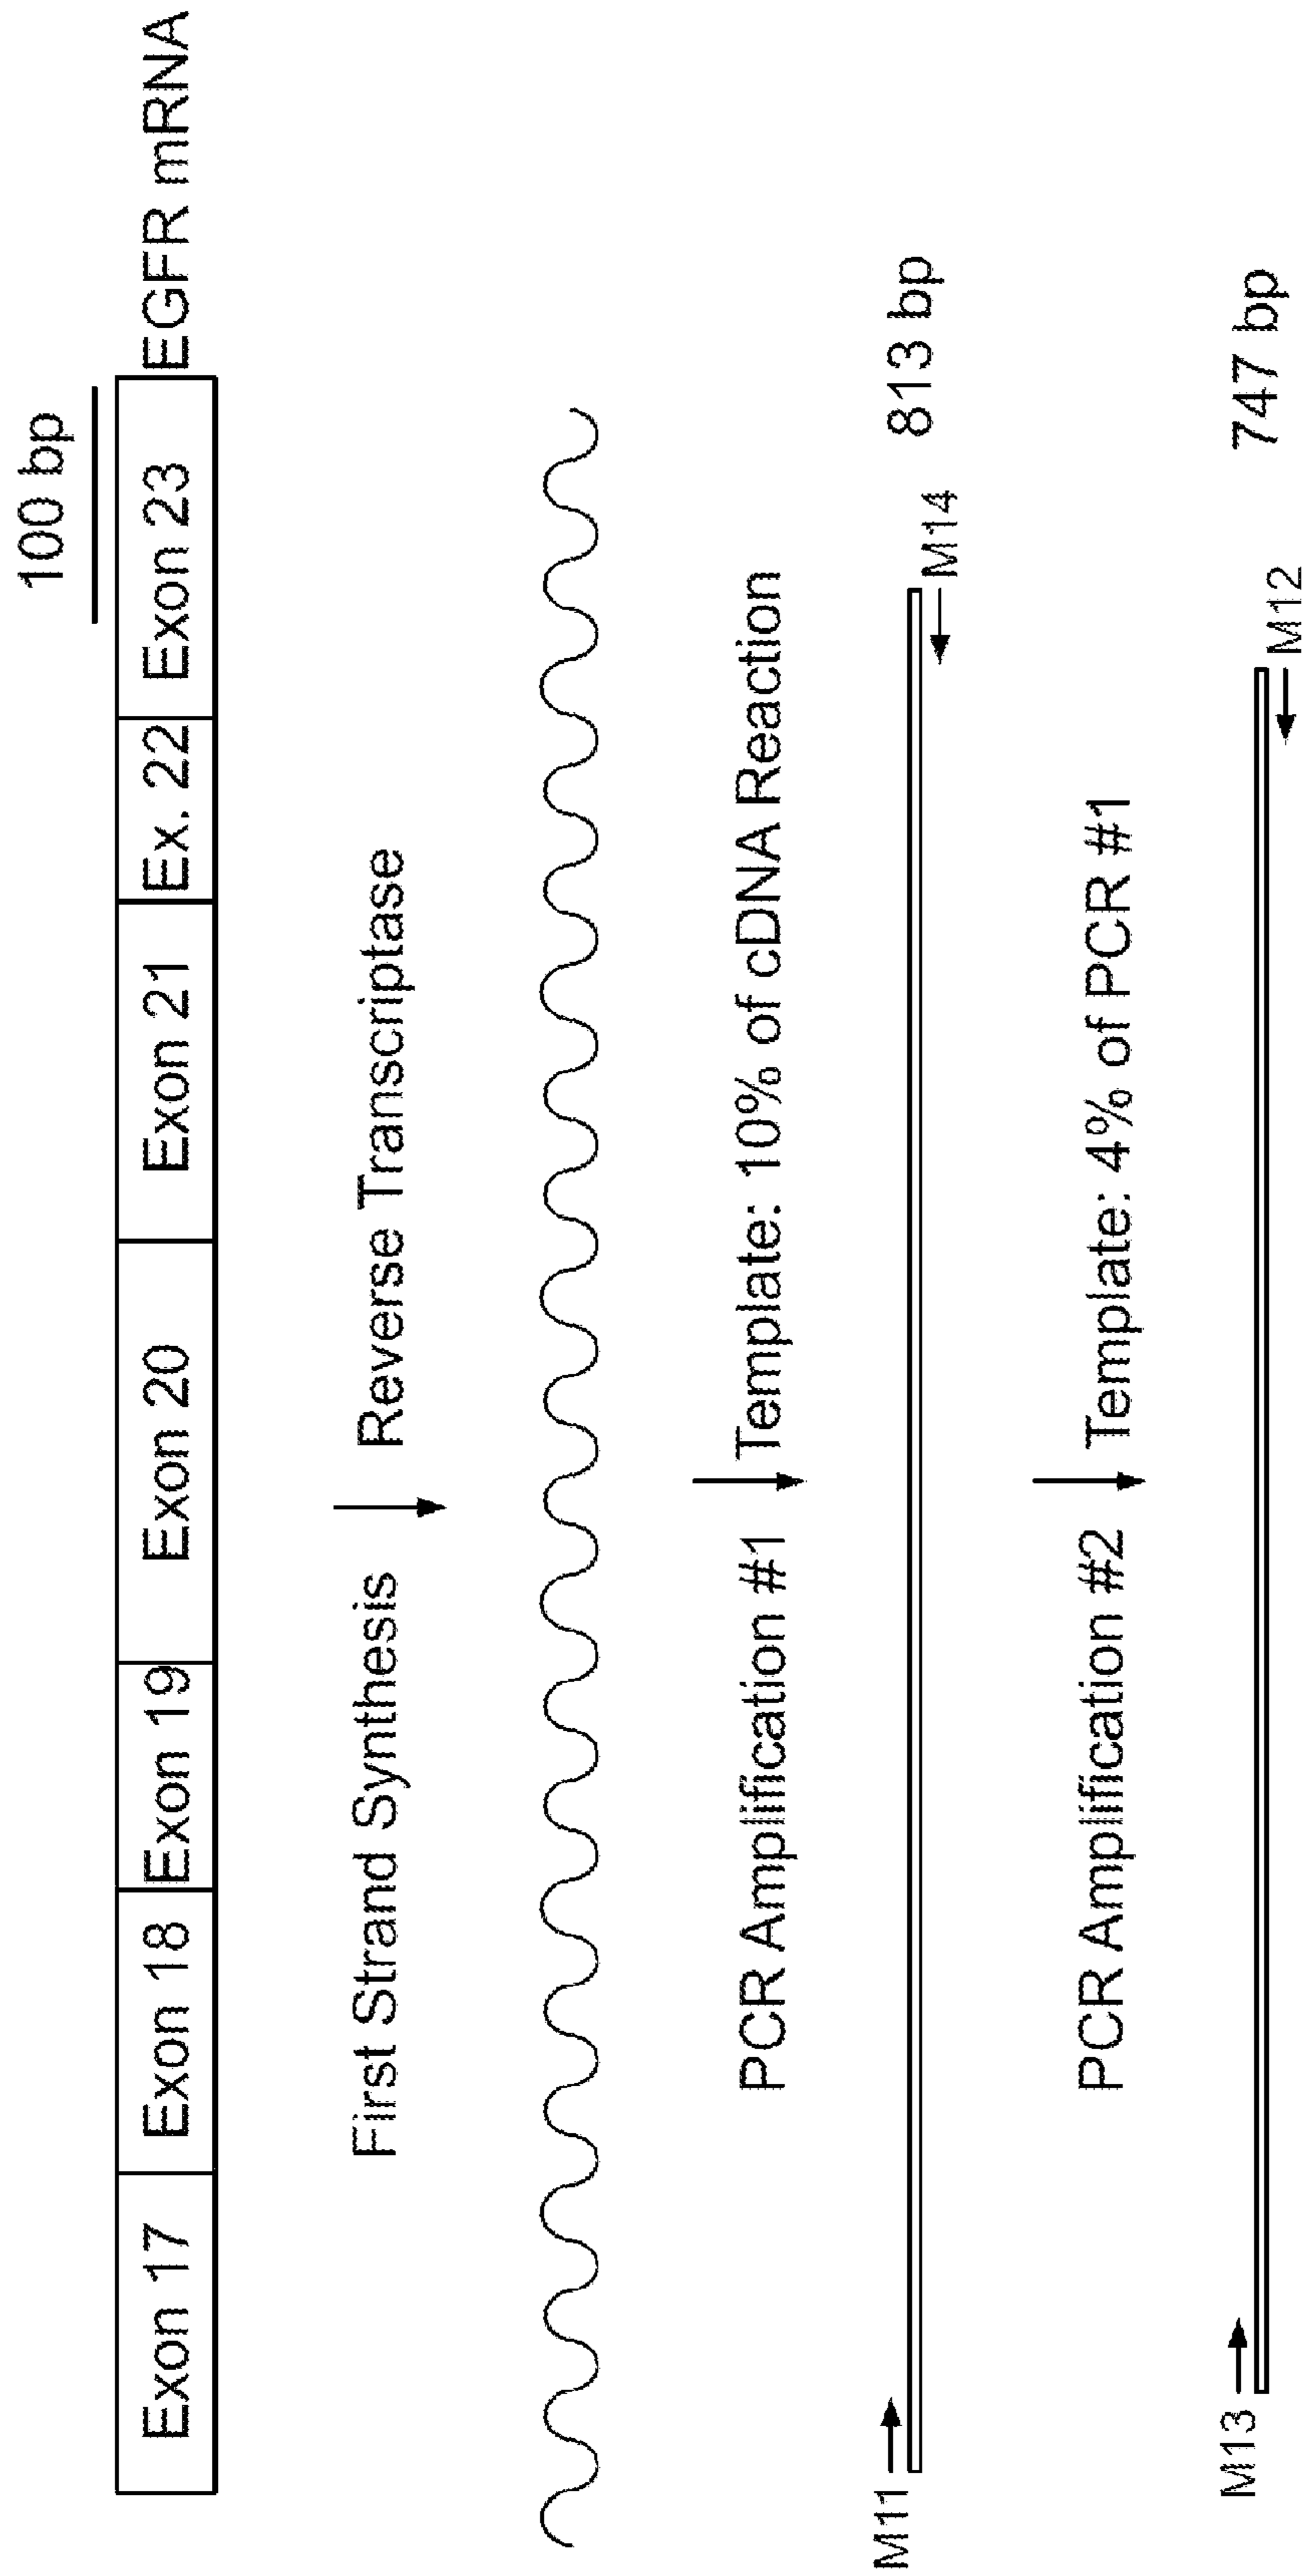 100 bp
Exon 17 Exon 18 Exon 19 Exon 20 Exon 21 Ex. 22 Exon 23 EGFR mRNA
First Strand Synthesis Reverse Transcriptase
PCR Amplification #1 Template: 10% of cDNA Reaction
M11 813 bp
M14
PCR Amplification #2 Template: 4% of PCR #1
M13 747 bp
M12